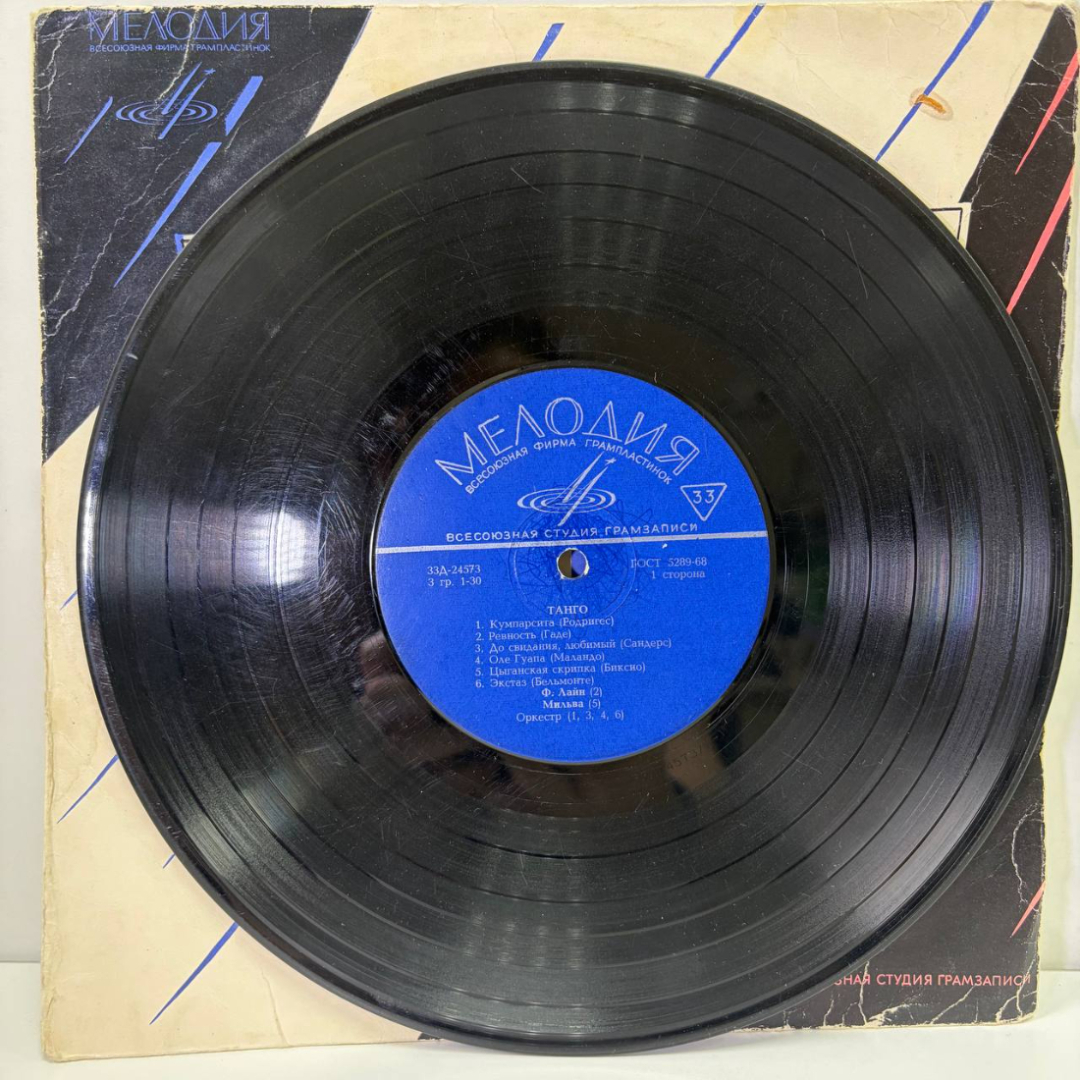 МЕЛОДИЯ
ВСЕСОЮЗНАЯ ФИРМА ГРАМПЛАСТИНОК
МЕЛОДИЯ
ВСЕСОЮЗНАЯ ФИРМА ГРАМПЛАСТИНОК
33
ВСЕСОЮЗНАЯ СТУДИЯ ГРАМЗАПИСИ
33Д-24573
ГОСТ 5289-68
3 гр. 1-30
1 сторона
ТАНГО
1. Кумпарсита (Родригес)
2. Ревность (Гаде)
3. До свидания, любимый (Сандерс)
4. Оле Гуапа (Маландо)
5. Цыганская скрипка (Биксио)
6. Экстаз (Бельмонте)
Ф. Лайн (2)
Мильва (5)
Оркестр (1, 3, 4, 6)
СТУДИЯ ГРАМЗАПИСИ